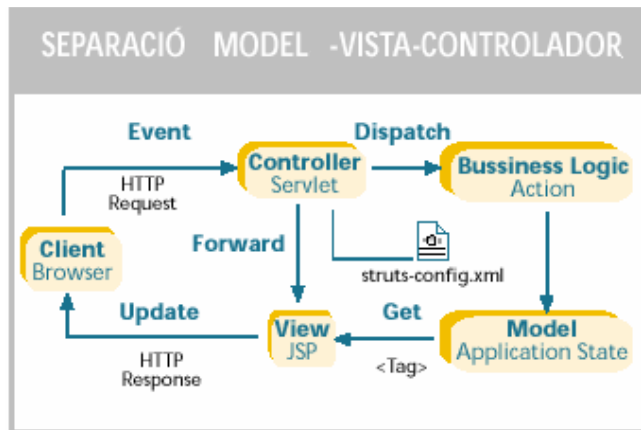 SEPARACIÓ MODEL -VISTA-CONTROLADOR
Event
Dispatch
HTTP
Request
Controller
Servlet
Bussiness Logic
Action
Client
Browser
Forward
struts-config.xml
Update
HTTP
Response
View
JSP
Get
<Tag>
Model
Application State